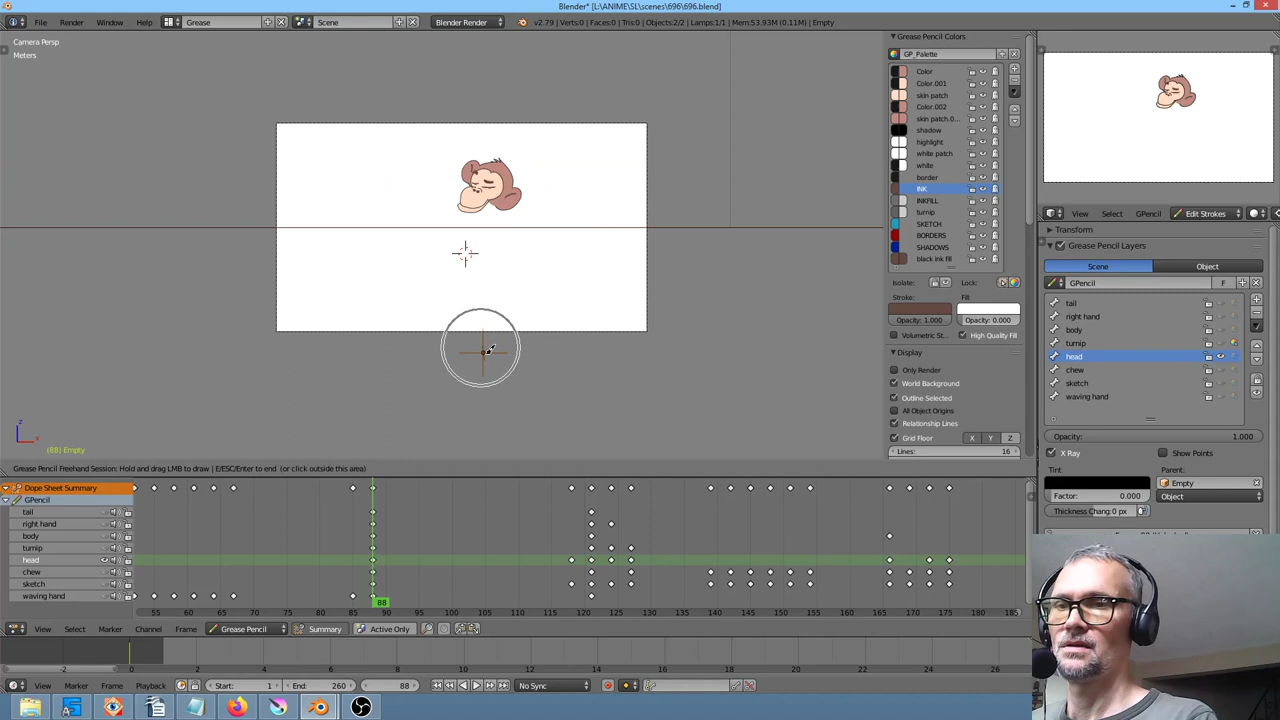 Blender* [L:\ANIME\SL\scenes\696\696.blend]
File Render Window Help Grease Scene Blender Render v2.79 | Verts:0 | Faces:0 | Tris:0 | Objects:2/2 | Lamps:1/1 | Mem:53.93M (0.11M) | Empty
Camera Persp
Meters
(88) Empty
Grease Pencil Freehand Session: Hold and drag LMB to draw | E/ESC/Enter to end (or click outside this area)
Grease Pencil Colors
GP_Palette
Color
Color.001
skin patch
Color.002
skin patch.0...
shadow
highlight
white patch
white
border
INK
INKFILL
turnip
SKETCH
BORDERS
SHADOWS
black ink fill
Isolate: Lock:
Stroke: Fill:
Opacity: 1.000 Opacity: 0.000
Volumetric St... High Quality Fill
Display
Only Render
World Background
Outline Selected
All Object Origins
Relationship Lines
Grid Floor X Y Z
Lines: 16
View Select GPencil Edit Strokes
Transform
Grease Pencil Layers
Scene Object
GPencil F
tail
right hand
body
turnip
head
chew
sketch
waving hand
Opacity: 1.000
X Ray Show Points
Tint Parent:
Empty
Factor: 0.000 Object
Thickness Chang:0 px
Dope Sheet Summary
GPencil
tail
right hand
body
turnip
head
chew
sketch
waving hand
55 60 65 70 75 80 85 88 90 95 100 105 110 115 120 125 130 135 140 145 150 155 160 165 170 175 180 185
View Select Marker Channel Frame Grease Pencil Summary Active Only
-2 0 2 4 6 8 10 12 14 16 18 20 22 24 26
View Marker Frame Playback Start: 1 End: 260 88 No Sync